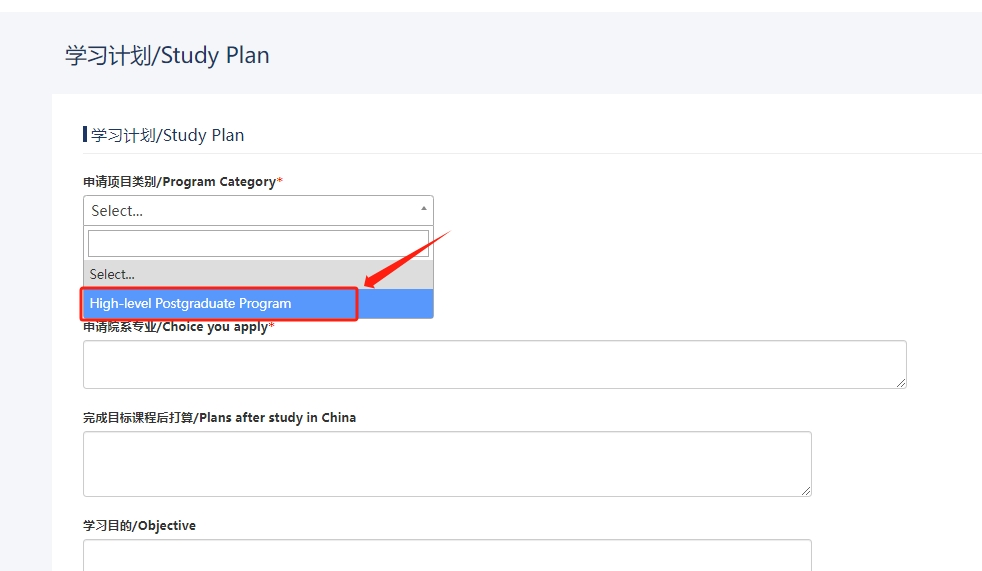 学习计划/Study Plan
学习计划/Study Plan
申请项目类别/Program Category*
Select...
Select...
High-level Postgraduate Program
申请院系专业/Choice you apply*
完成目标课程后打算/Plans after study in China
学习目的/Objective